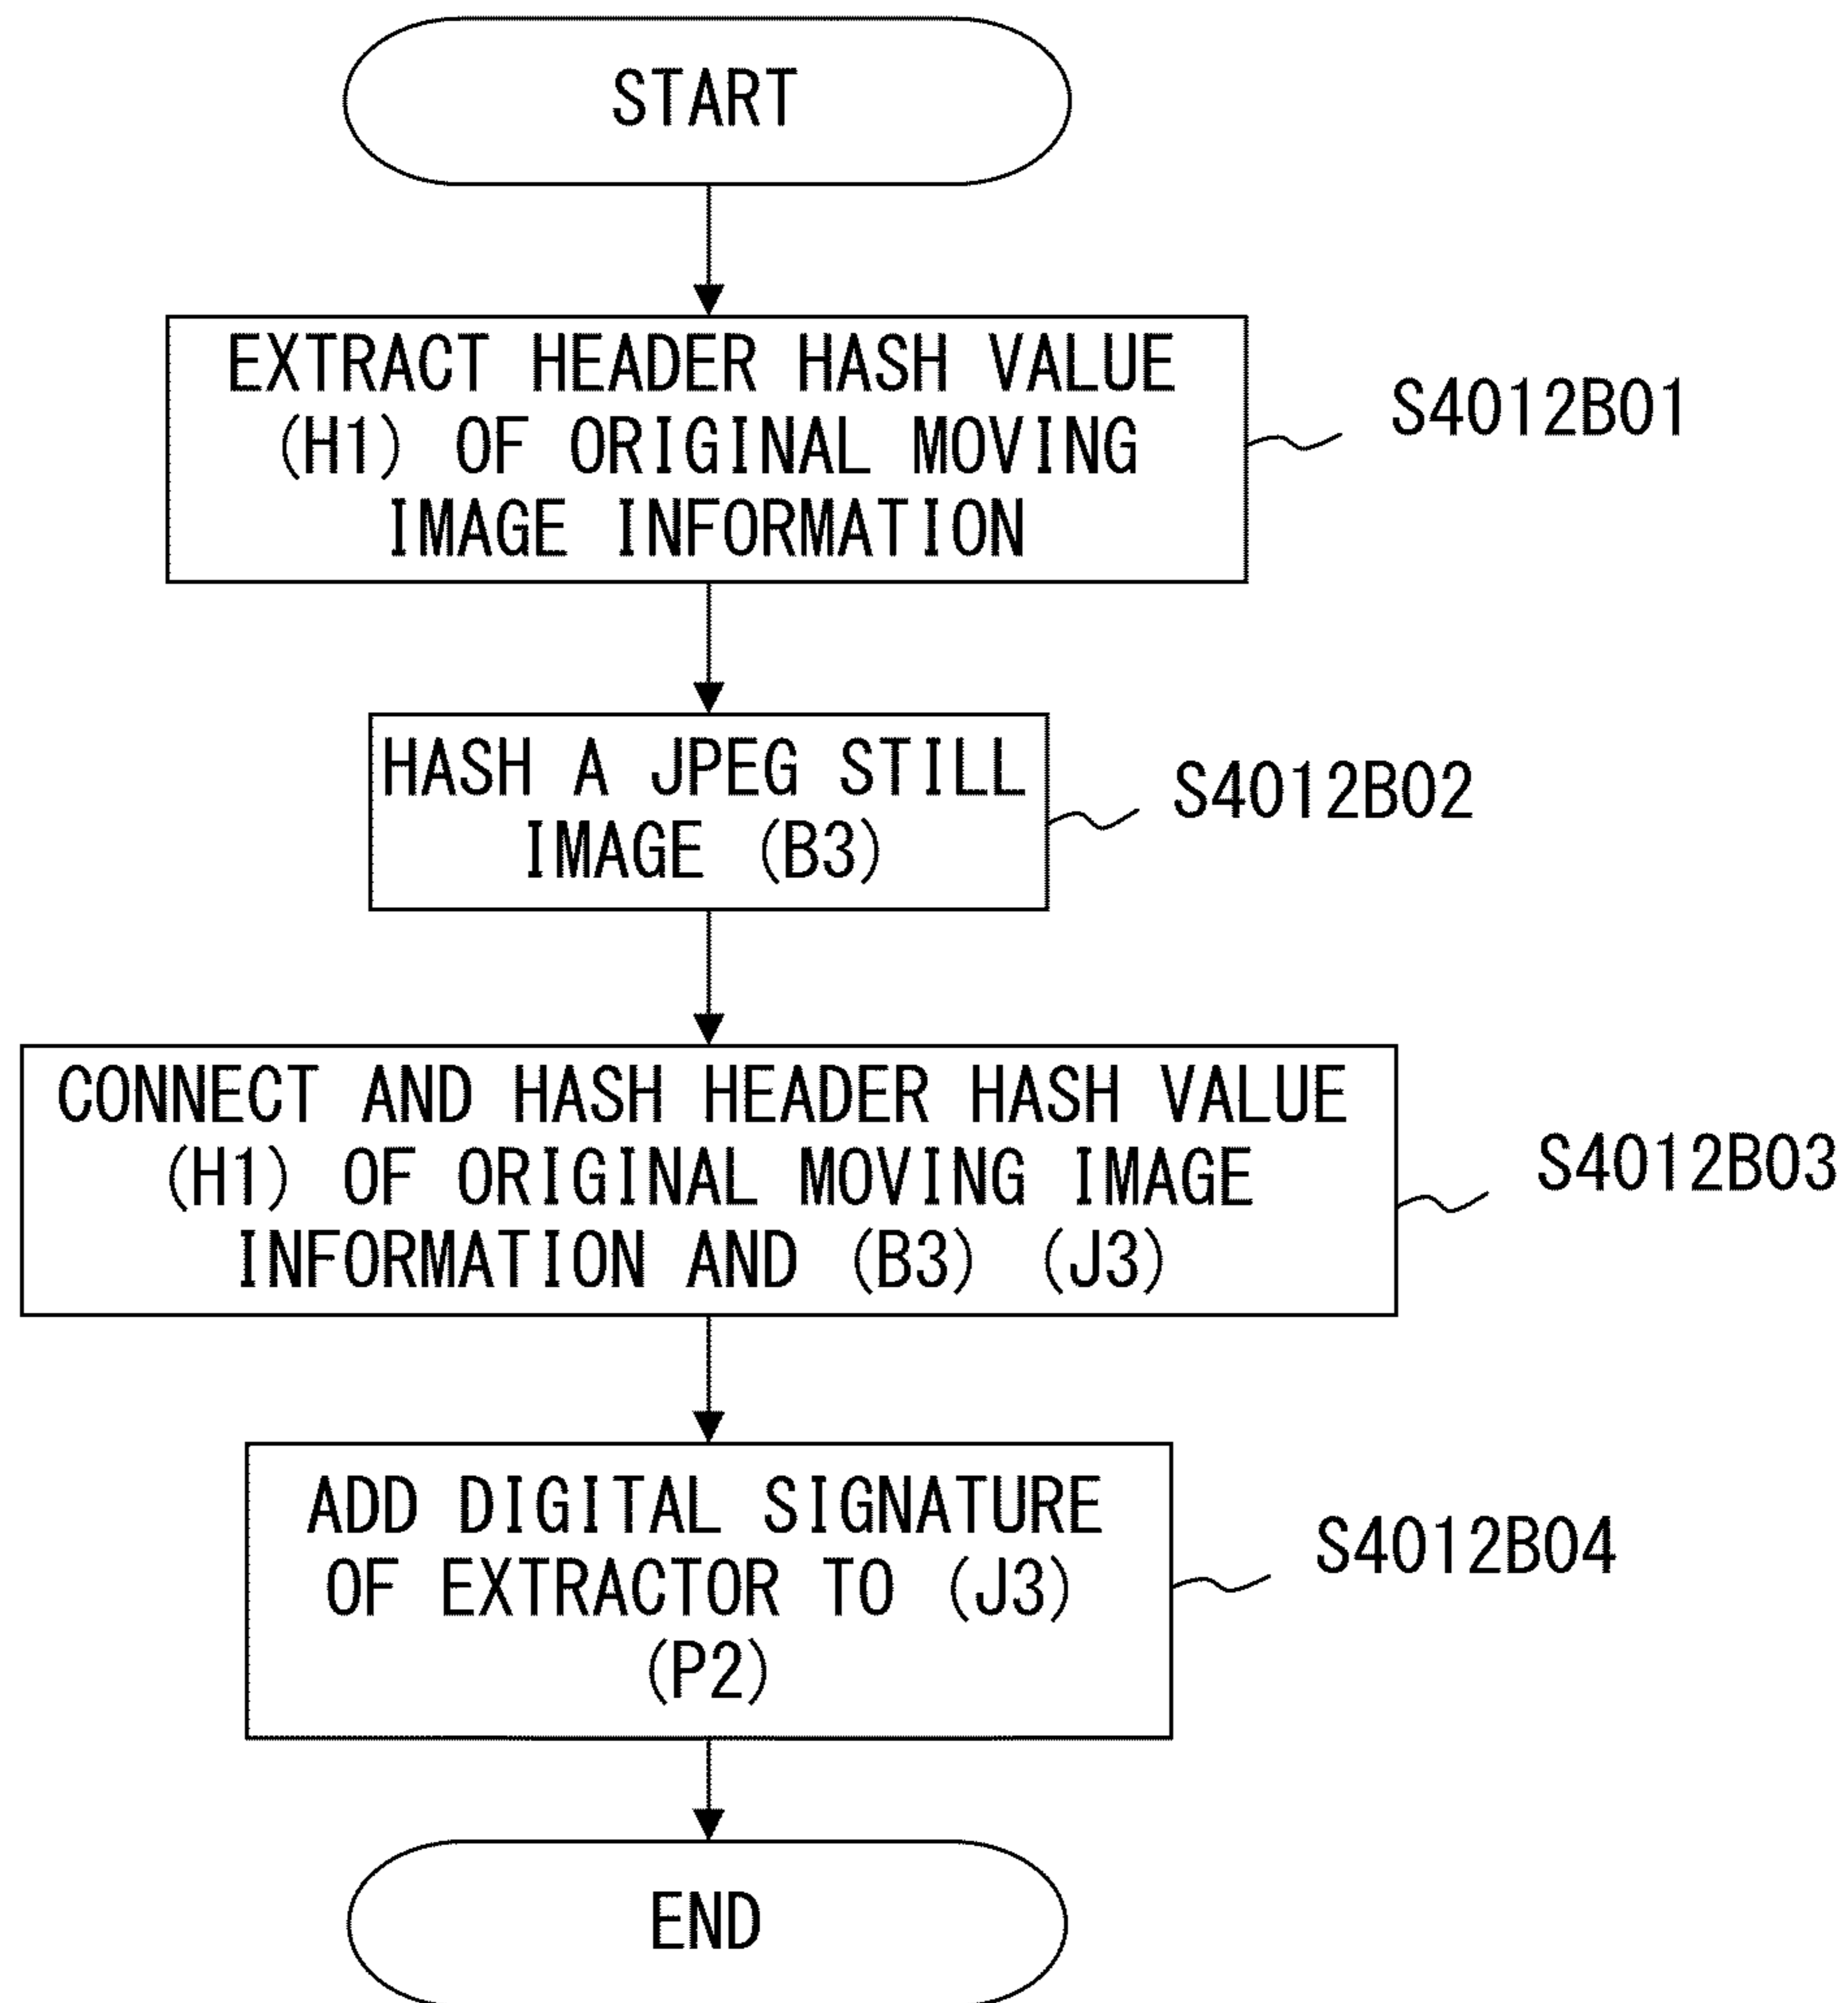 START
EXTRACT HEADER HASH VALUE
(H1) OF ORIGINAL MOVING
IMAGE INFORMATION
S4012B01
HASH A JPEG STILL
IMAGE (B3)
S4012B02
CONNECT AND HASH HEADER HASH VALUE
(H1) OF ORIGINAL MOVING IMAGE
INFORMATION AND (B3) (J3)
S4012B03
ADD DIGITAL SIGNATURE
OF EXTRACTOR TO (J3)
(P2)
S4012B04
END